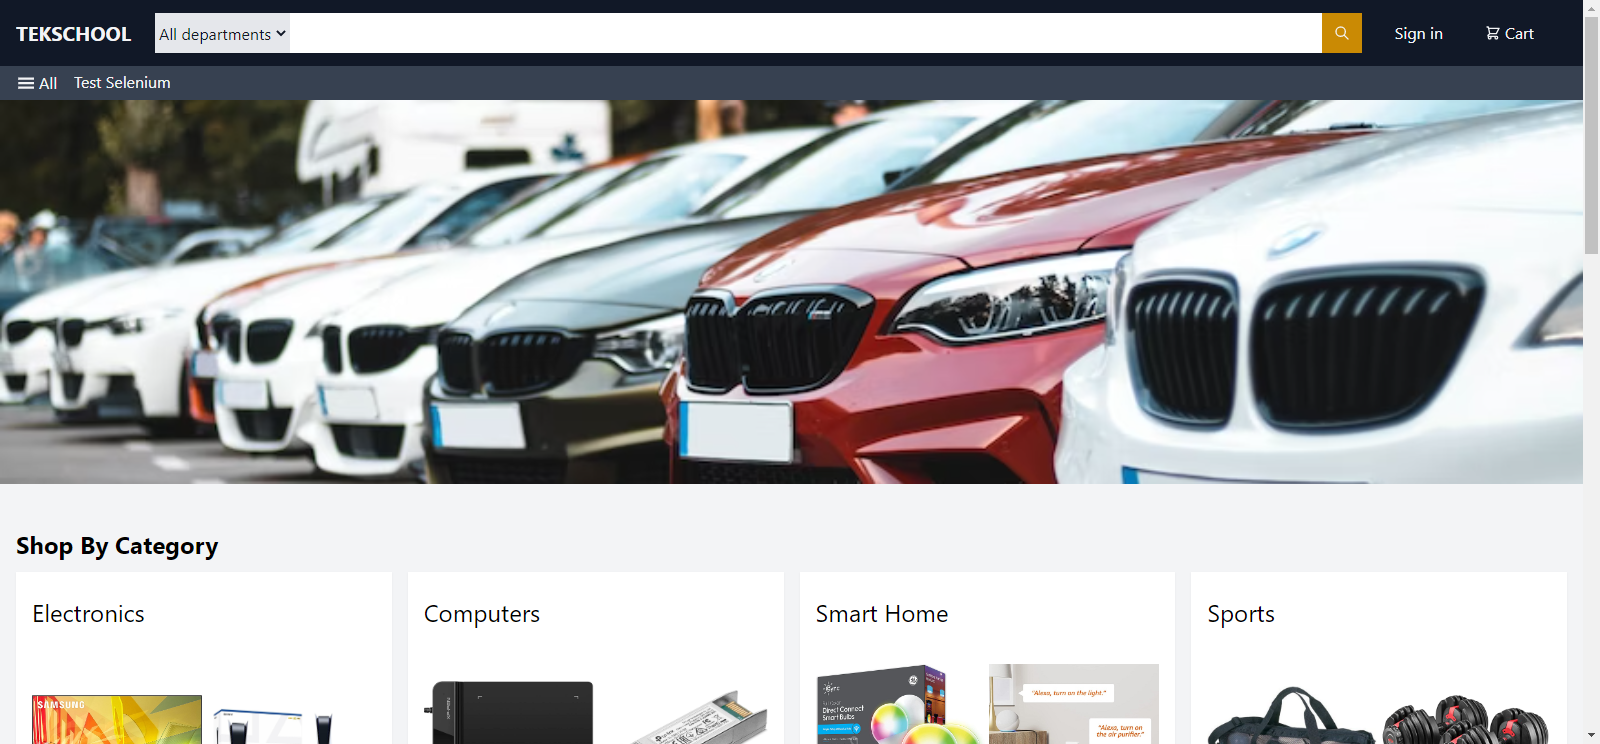 TEKSCHOOL
All departments
Sign in
Cart
All
Test Selenium
Shop By Category
Electronics
Computers
Smart Home
Sports
SAMSUNG
Direct Connect
Smart Bulbs
"Alexa, turn on the light."
"Alexa, turn on
the air purifier."